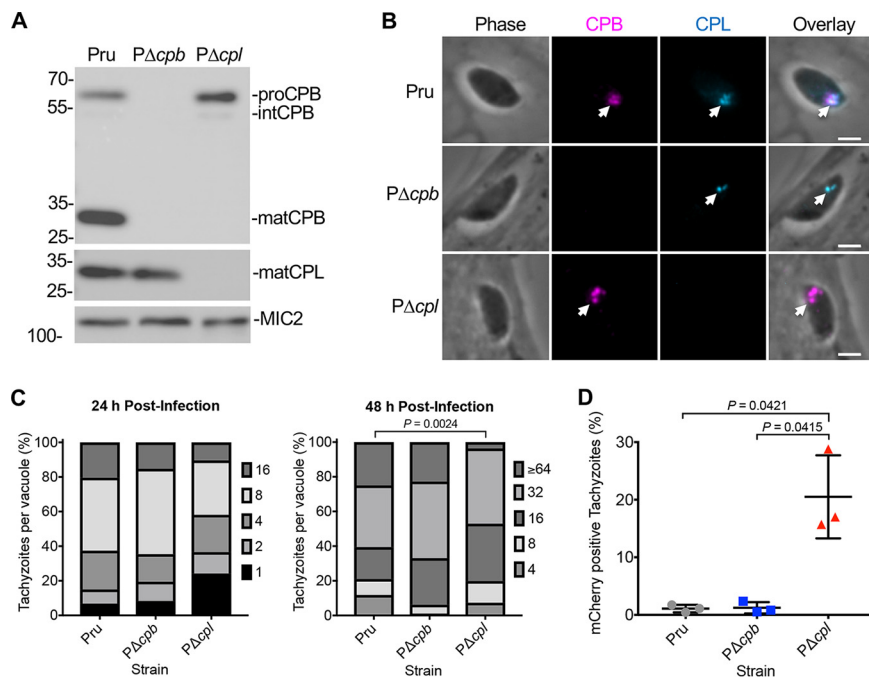 A
Pru PΔcpb PΔcpl
70-
55-
-proCPB
-intCPB
35-
25-
-matCPB
35-
25-
-matCPL
100-
-MIC2
B
Phase CPB CPL Overlay
Pru
PΔcpb
PΔcpl
C
24 h Post-Infection
Tachyzoites per vacuole (%)
100
80
60
40
20
0
16
8
4
2
1
Pru PΔcpb PΔcpl
Strain
48 h Post-Infection
P = 0.0024
Tachyzoites per vacuole (%)
100
80
60
40
20
0
≥64
32
16
8
4
Pru PΔcpb PΔcpl
Strain
D
P = 0.0421
P = 0.0415
mCherry positive Tachyzoites (%)
30
20
10
0
Pru PΔcpb PΔcpl
Strain